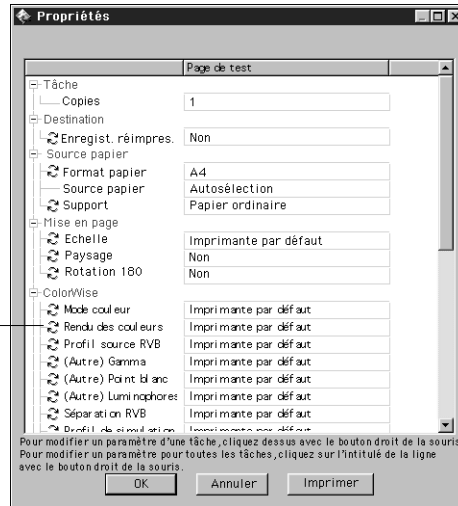 Propriétés
Page de test
Tâche
Copies 1
Destination
Enregist. réimpres. Non
Source papier
Format papier A4
Source papier Autosélection
Support Papier ordinaire
Mise en page
Echelle Imprimante par défaut
Paysage Non
Rotation 180 Non
ColorWise
Mode couleur Imprimante par défaut
Rendu des couleurs Imprimante par défaut
Profil source RVB Imprimante par défaut
(Autre) Gamma Imprimante par défaut
(Autre) Point blanc Imprimante par défaut
(Autre) Luminophores Imprimante par défaut
Séparation RVB Imprimante par défaut
Profil de simulation Imprimante par défaut
Pour modifier un paramètre d'une tâche, cliquez dessus avec le bouton droit de la souris
Pour modifier un paramètre pour toutes les tâches, cliquez sur l'intitulé de la ligne
avec le bouton droit de la souris.
OK Annuler Imprimer